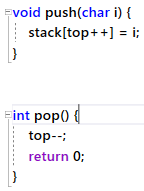 void push(char i) {
stack[top++] = i;
}
int pop() {
top--;
return 0;
}